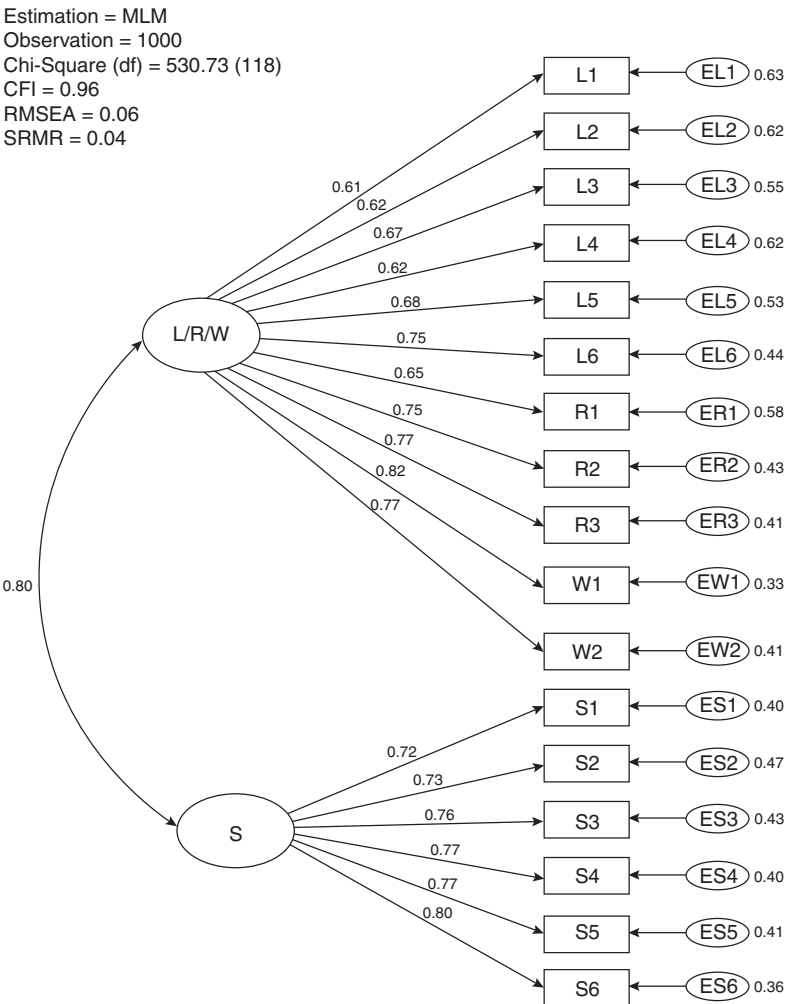 Estimation = MLM
Observation = 1000
Chi-Square (df) = 530.73 (118)
CFI = 0.96
RMSEA = 0.06
SRMR = 0.04
L1 EL1 0.63
L2 EL2 0.62
0.61
L3 EL3 0.55
0.62
0.67
L4 EL4 0.62
0.62
0.68
L5 EL5 0.53
L/R/W
0.75
L6 EL6 0.44
0.65
0.75
R1 ER1 0.58
0.77
0.82
R2 ER2 0.43
0.77
R3 ER3 0.41
0.80
W1 EW1 0.33
W2 EW2 0.41
S1 ES1 0.40
0.72
S2 ES2 0.47
0.73
0.76
S3 ES3 0.43
S
0.77
S4 ES4 0.40
0.77
0.80
S5 ES5 0.41
S6 ES6 0.36